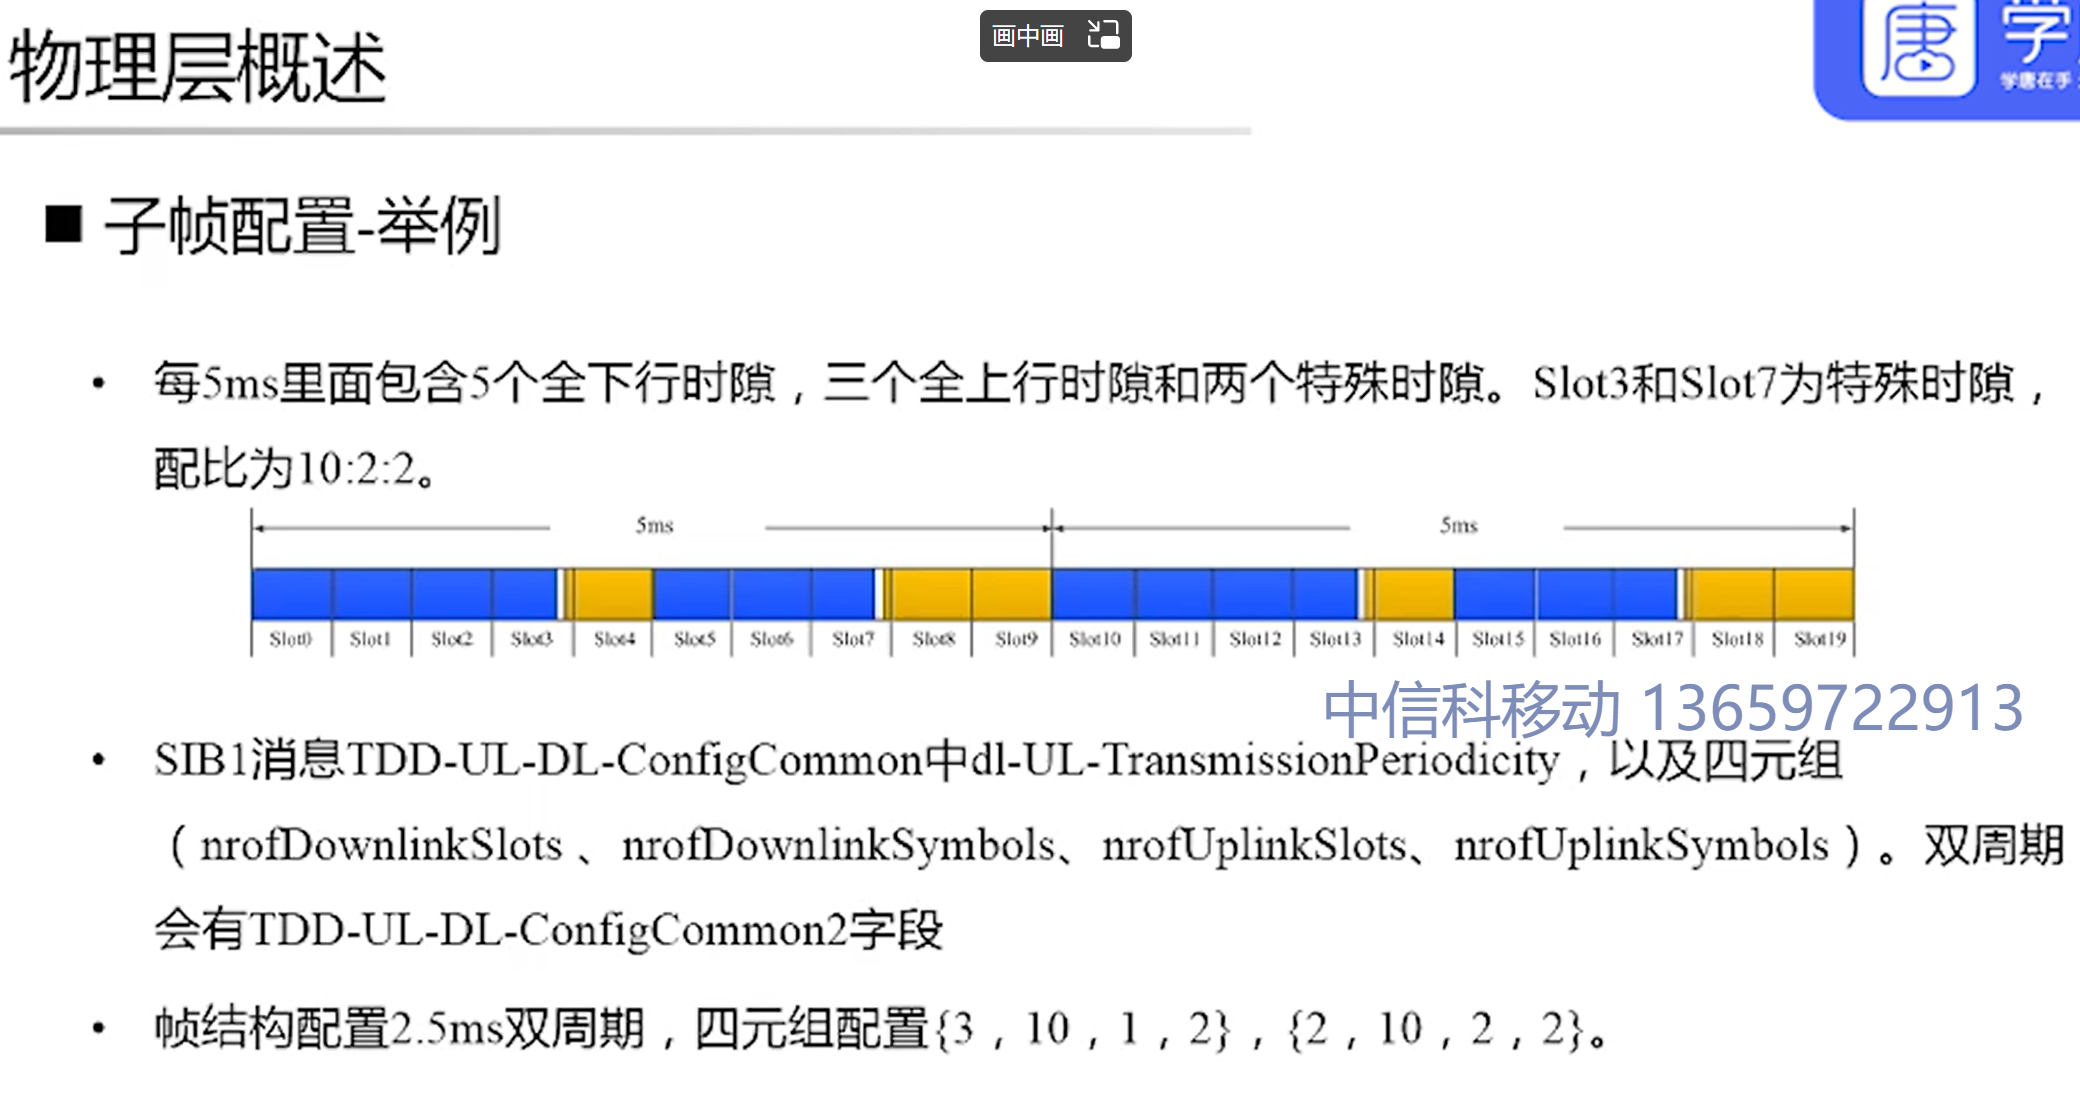 画中画
学
学唐在手
唐
物理层概述
■ 子帧配置-举例
• 每5ms里面包含5个全下行时隙，三个全上行时隙和两个特殊时隙。Slot3和Slot7为特殊时隙，
配比为10:2:2。
5ms 5ms
Slot0 Slot1 Slot2 Slot3 Slot4 Slot5 Slot6 Slot7 Slot8 Slot9 Slot10 Slot11 Slot12 Slot13 Slot14 Slot15 Slot16 Slot17 Slot18 Slot19
中信科移动 13659722913
• SIB1消息TDD-UL-DL-ConfigCommon中dl-UL-TransmissionPeriodicity，以及四元组
（nrofDownlinkSlots 、nrofDownlinkSymbols、nrofUplinkSlots、nrofUplinkSymbols）。双周期
会有TDD-UL-DL-ConfigCommon2字段
• 帧结构配置2.5ms双周期，四元组配置{3，10，1，2}，{2，10，2，2}。